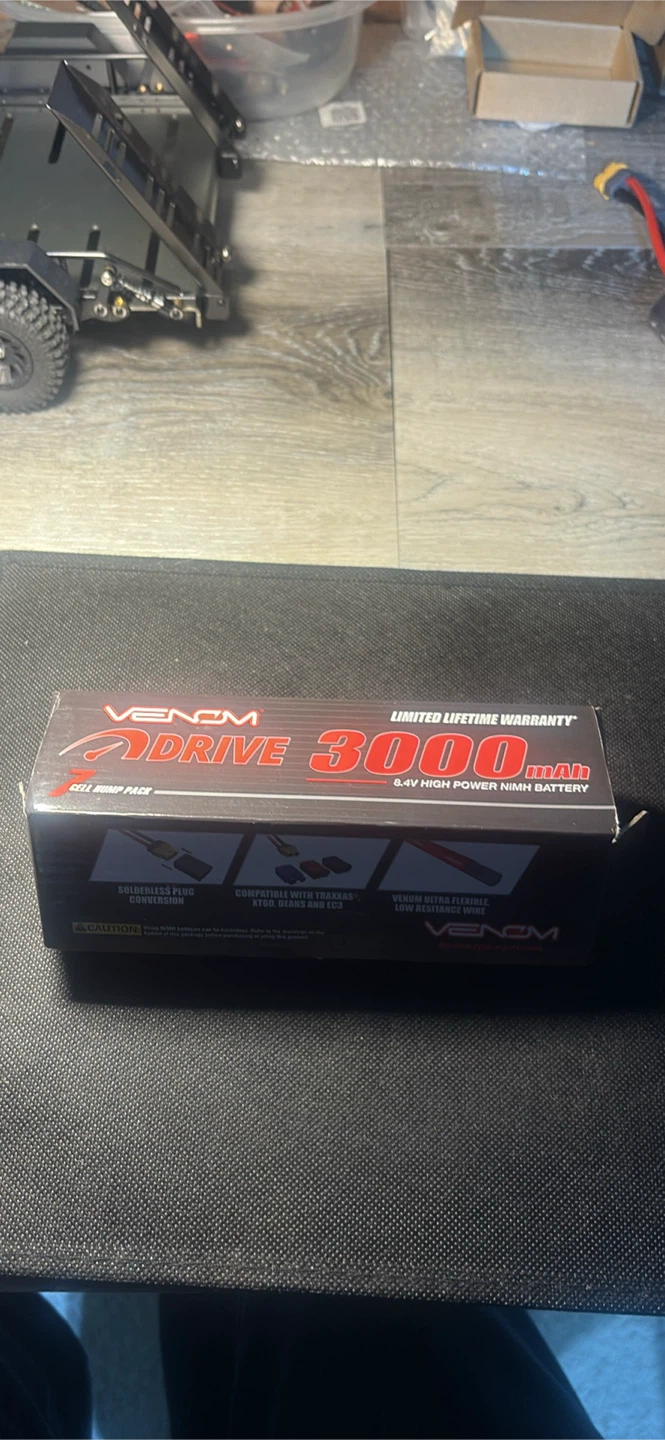 VENOM
LIMITED LIFETIME WARRANTY*
DRIVE 3000mAh
7 CELL HUMP PACK
8.4V HIGH POWER NIMH BATTERY
SOLDERLESS PLUG
CONVERSION
COMPATIBLE WITH TRAXXAS®,
XT60, DEANS AND EC3
VENOM ULTRA FLEXIBLE,
LOW RESITANCE WIRE
CAUTION:
VENOM